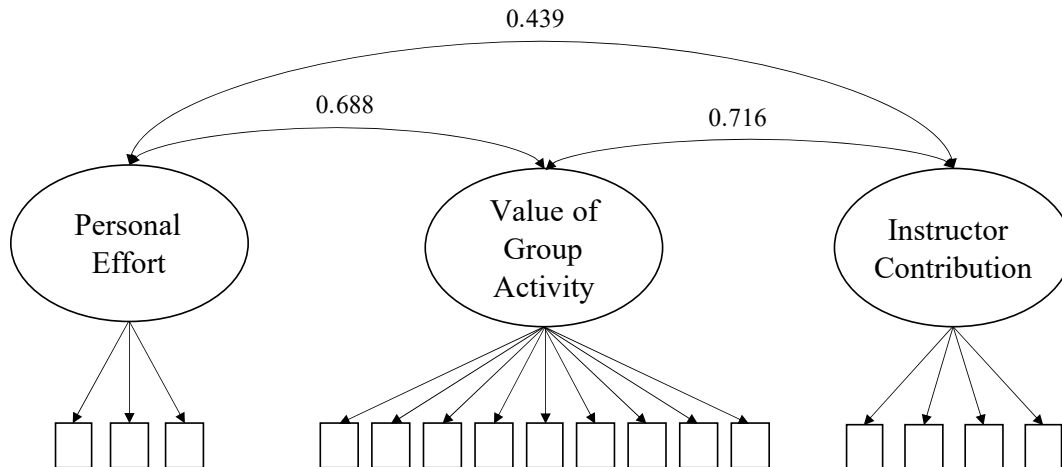 0.439
0.688
0.716
Personal
Effort
Value of
Group
Activity
Instructor
Contribution